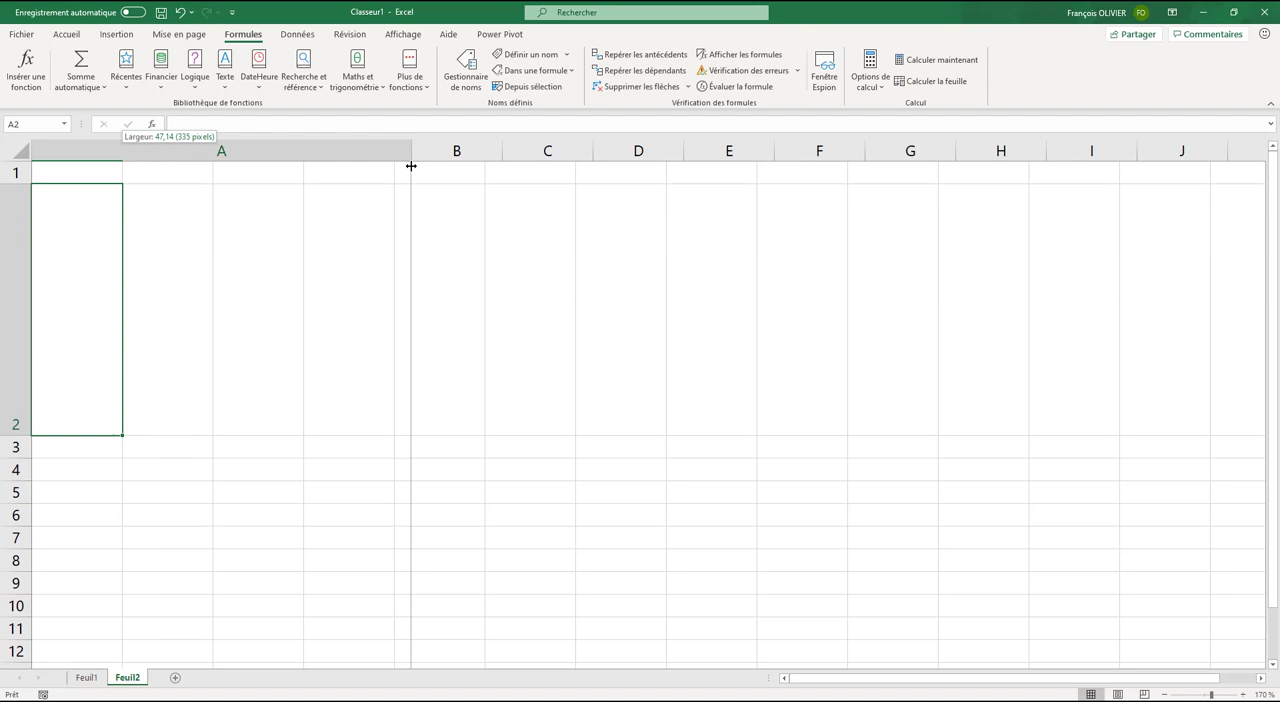 Enregistrement automatique
Classeur1 - Excel
Rechercher
François OLIVIER
FO
Fichier
Accueil
Insertion
Mise en page
Formules
Données
Révision
Affichage
Aide
Power Pivot
Partager
Commentaires
Insérer une fonction
Somme automatique
Récentes
Financier
Logique
Texte
DateHeure
Recherche et référence
Maths et trigonométrie
Plus de fonctions
Bibliothèque de fonctions
Gestionnaire de noms
Définir un nom
Dans une formule
Depuis sélection
Noms définis
Repérer les antécédents
Repérer les dépendants
Supprimer les flèches
Afficher les formules
Vérification des erreurs
Évaluer la formule
Vérification des formules
Fenêtre Espion
Options de calcul
Calculer maintenant
Calculer la feuille
Calcul
A2
fx
Largeur: 47,14 (335 pixels)
A B C D E F G H I J
1
2
3
4
5
6
7
8
9
10
11
12
Feuil1
Feuil2
Prêt
170 %